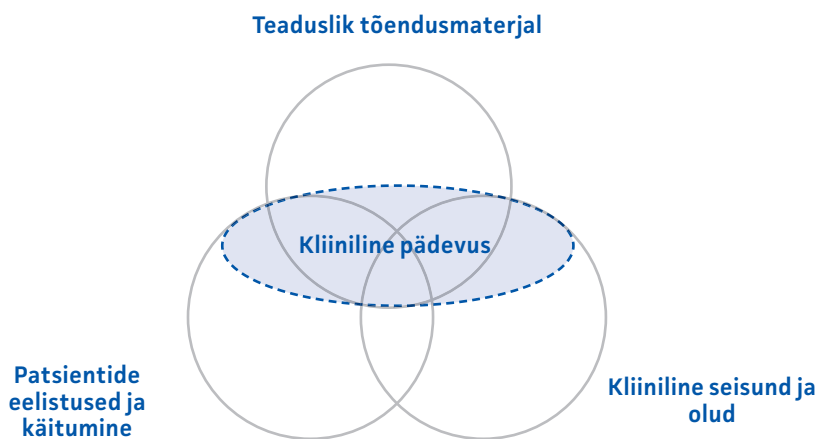 Teaduslik tõendusmaterjal
Kliiniline pädevus
Patsientide
eelistused ja
käitumine
Kliiniline seisund ja
olud